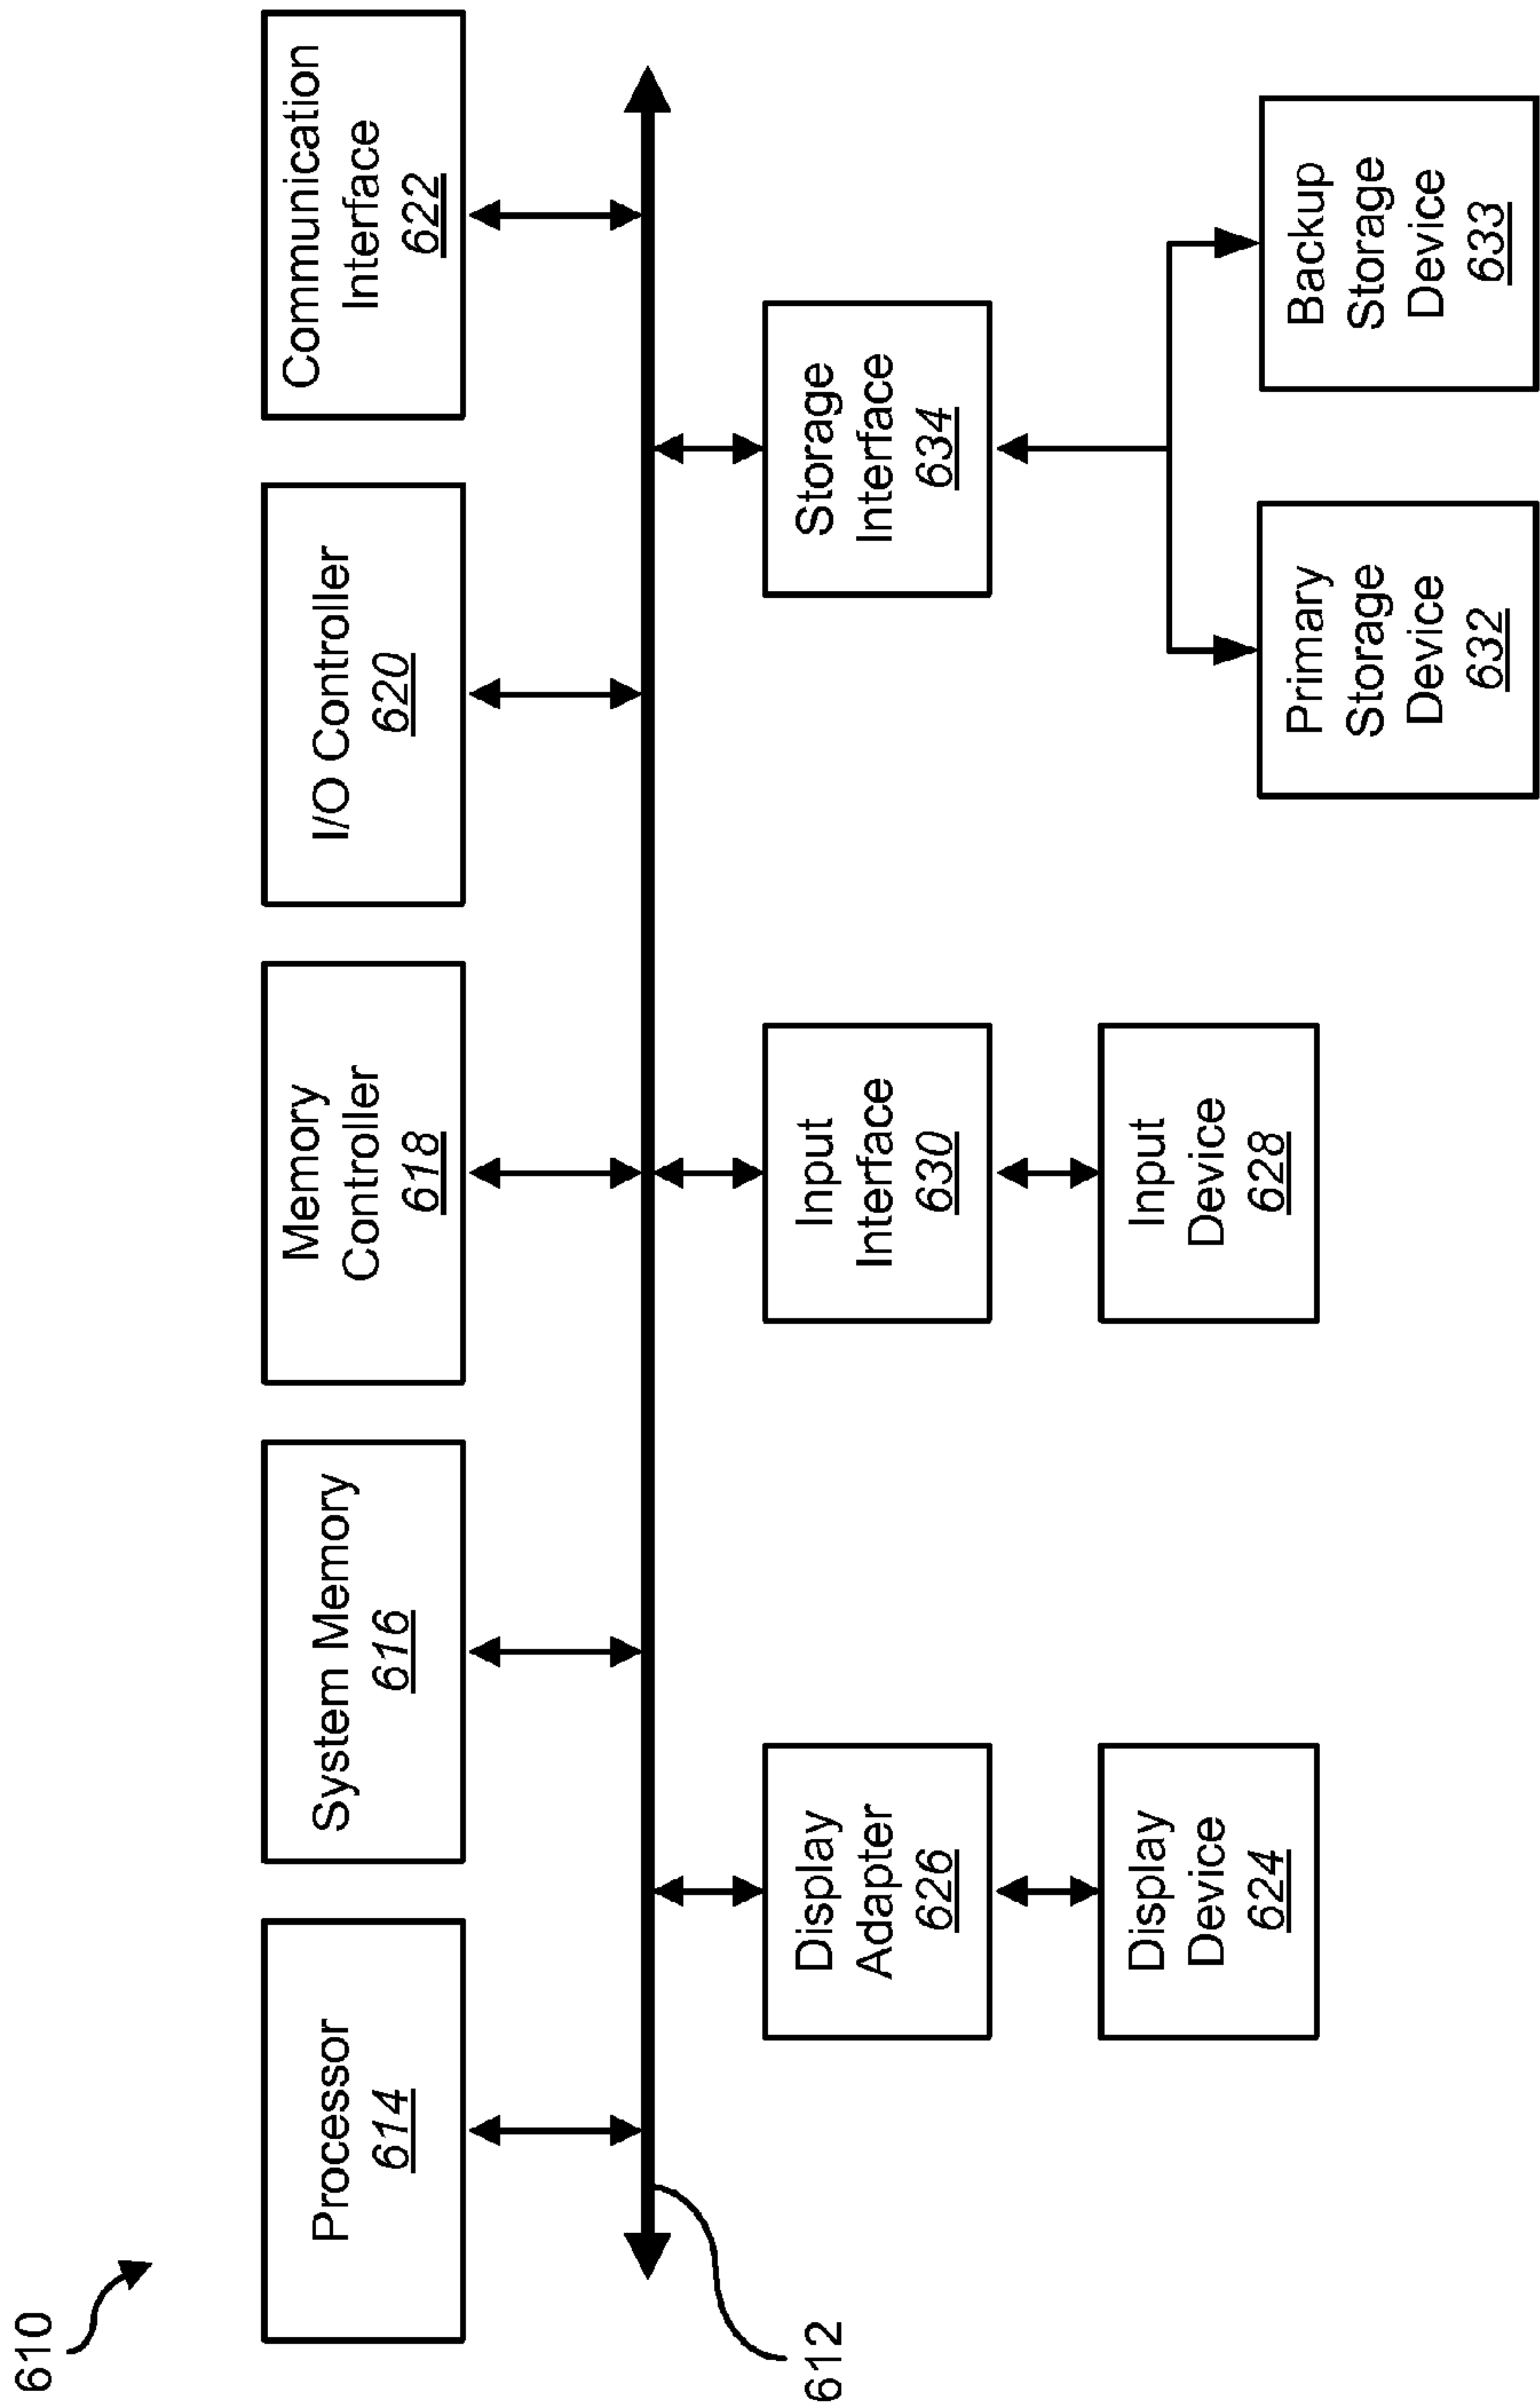 610
Processor
614
System Memory
616
Memory
Controller
618
I/O Controller
620
Communication
Interface
622
612
Display
Adapter
626
Input
Interface
630
Storage
Interface
634
Display
Device
624
Input
Device
628
Primary
Storage
Device
632
Backup
Storage
Device
633